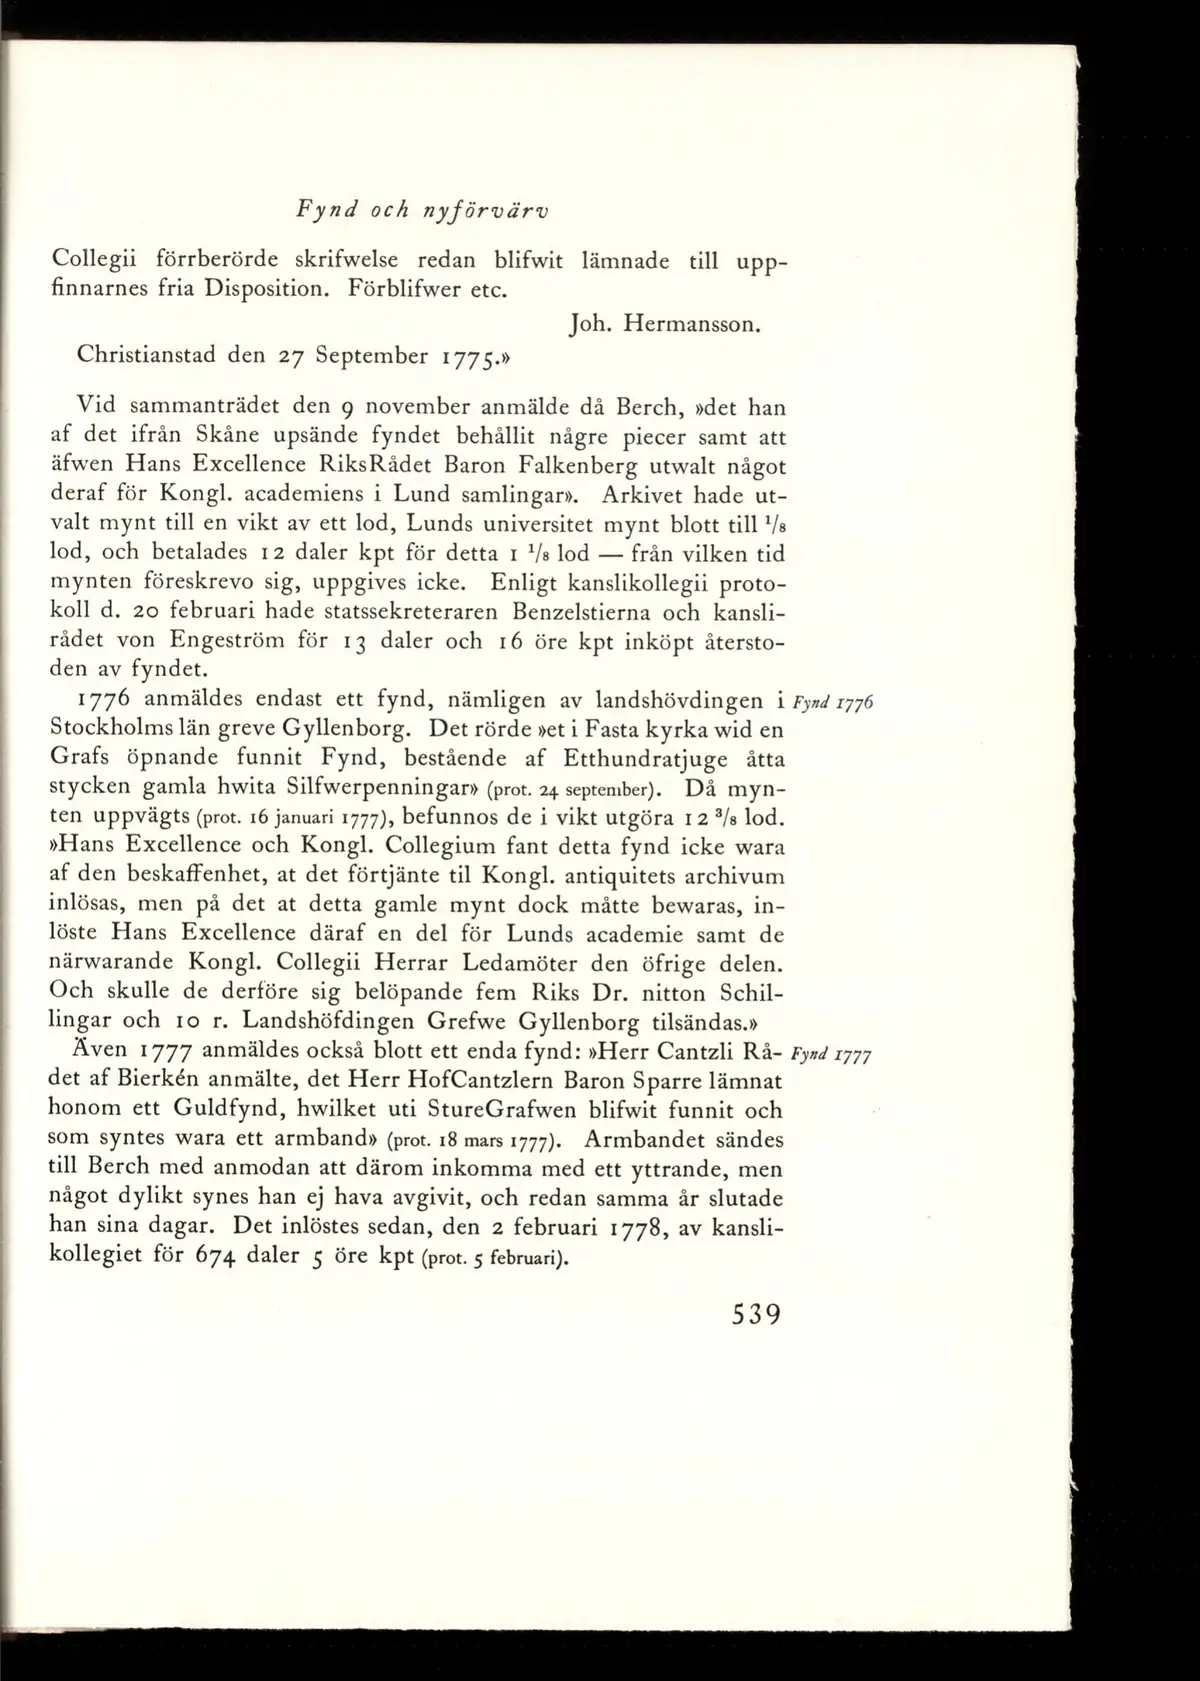 Fynd och nyförvärv
Collegii förrberörde skrifwelse redan blifwit lämnade till upp-
finnarnes fria Disposition. Förblifwer etc.
Joh. Hermansson.
Christianstad den 27 September 1775.»
Vid sammanträdet den 9 november anmälde då Berch, »det han
af det ifrån Skåne upsände fyndet behållit någre piecer samt att
äfwen Hans Excellence RiksRådet Baron Falkenberg utwalt något
deraf för Kongl. academiens i Lund samlingar». Arkivet hade ut-
valt mynt till en vikt av ett lod, Lunds universitet mynt blott till 1/8
lod, och betalades 12 daler kpt för detta 1 1/8 lod — från vilken tid
mynten föreskrevo sig, uppgives icke. Enligt kanslikollegii proto-
koll d. 20 februari hade statssekreteraren Benzelstierna och kansli-
rådet von Engeström för 13 daler och 16 öre kpt inköpt återsto-
den av fyndet.
1776 anmäldes endast ett fynd, nämligen av landshövdingen i Fynd 1776
Stockholms län greve Gyllenborg. Det rörde »et i Fasta kyrka wid en
Grafs öpnande funnit Fynd, bestående af Etthundratjuge åtta
stycken gamla hwita Silfwerpenningar» (prot. 24 september). Då myn-
ten uppvägts (prot. 16 januari 1777), befunnos de i vikt utgöra 12 3/8 lod.
»Hans Excellence och Kongl. Collegium fant detta fynd icke wara
af den beskaffenhet, at det förtjänte til Kongl. antiquitets archivum
inlösas, men på det at detta gamle mynt dock måtte bewaras, in-
löste Hans Excellence däraf en del för Lunds academie samt de
närwarande Kongl. Collegii Herrar Ledamöter den öfrige delen.
Och skulle de derföre sig belöpande fem Riks Dr. nitton Schil-
lingar och 10 r. Landshöfdingen Grefwe Gyllenborg tilsändas.»
Även 1777 anmäldes också blott ett enda fynd: »Herr Cantzli Rå- Fynd 1777
det af Bierkén anmälte, det Herr HofCantzlern Baron Sparre lämnat
honom ett Guldfynd, hwilket uti StureGrafwen blifwit funnit och
som syntes wara ett armband» (prot. 18 mars 1777). Armbandet sändes
till Berch med anmodan att därom inkomma med ett yttrande, men
något dylikt synes han ej hava avgivit, och redan samma år slutade
han sina dagar. Det inlöstes sedan, den 2 februari 1778, av kansli-
kollegiet för 674 daler 5 öre kpt (prot. 5 februari).
539